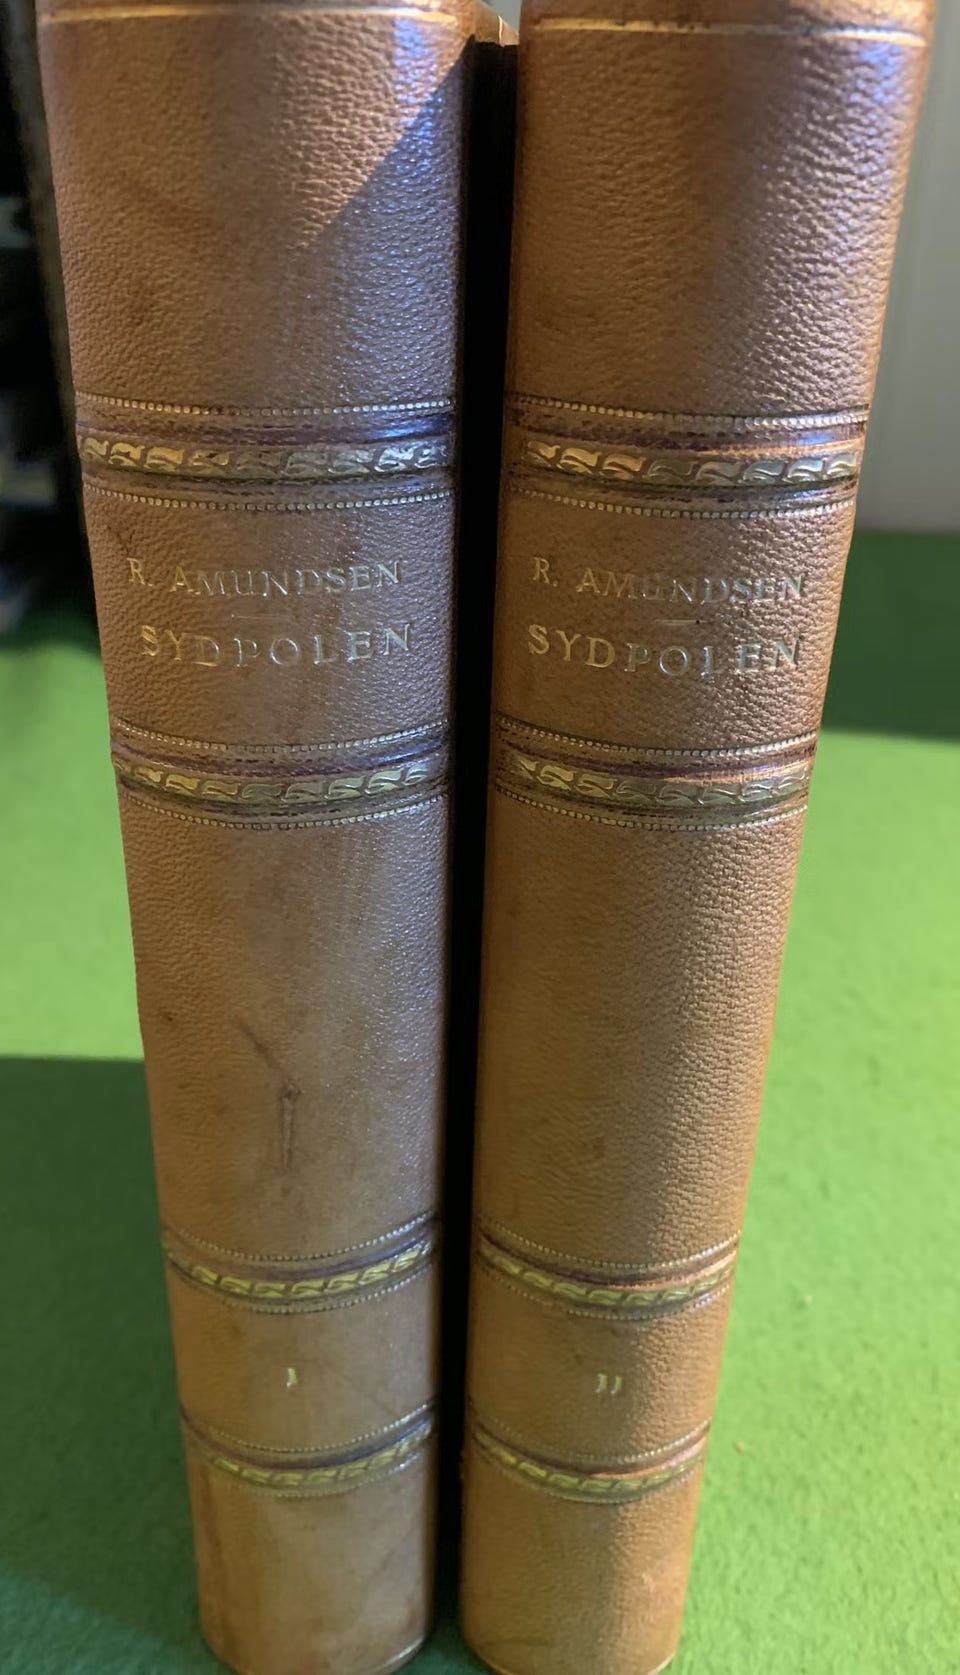 R. AMUNDSEN
SYDPOLEN
I
R. AMUNDSEN
SYDPOLEN
II